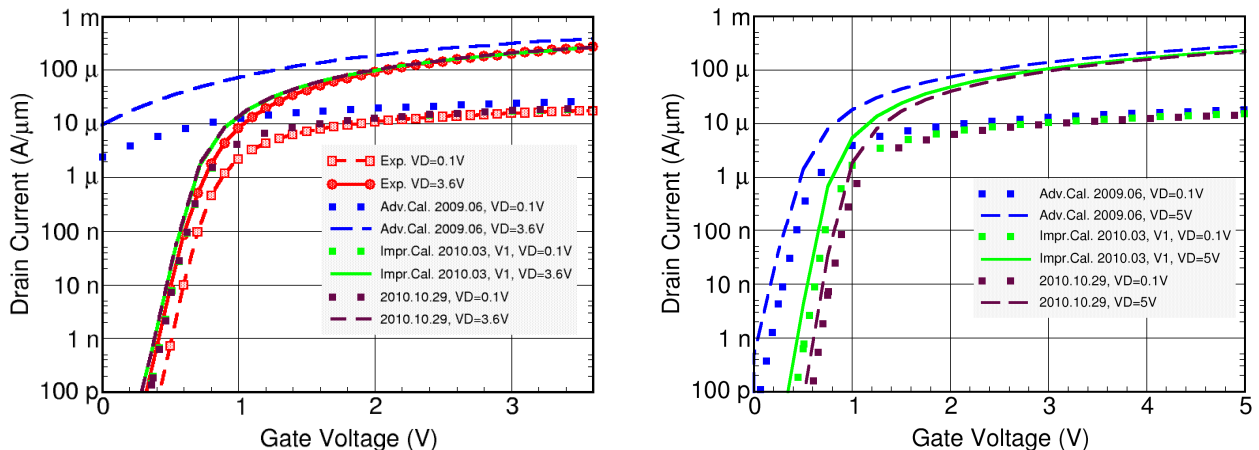 1 m
100 µ
10 µ
1 µ
100 n
10 n
1 n
100 p
Drain Current (A/µm)
0
1
2
3
Gate Voltage (V)
Exp. VD=0.1V
Exp. VD=3.6V
Adv.Cal. 2009.06, VD=0.1V
Adv.Cal. 2009.06, VD=3.6V
Impr.Cal. 2010.03, V1, VD=0.1V
Impr.Cal. 2010.03, V1, VD=3.6V
2010.10.29, VD=0.1V
2010.10.29, VD=3.6V
1 m
100 µ
10 µ
1 µ
100 n
10 n
1 n
100 p
Drain Current (A/µm)
0
1
2
3
4
5
Gate Voltage (V)
Adv.Cal. 2009.06, VD=0.1V
Adv.Cal. 2009.06, VD=5V
Impr.Cal. 2010.03, V1, VD=0.1V
Impr.Cal. 2010.03, V1, VD=5V
2010.10.29, VD=0.1V
2010.10.29, VD=5V